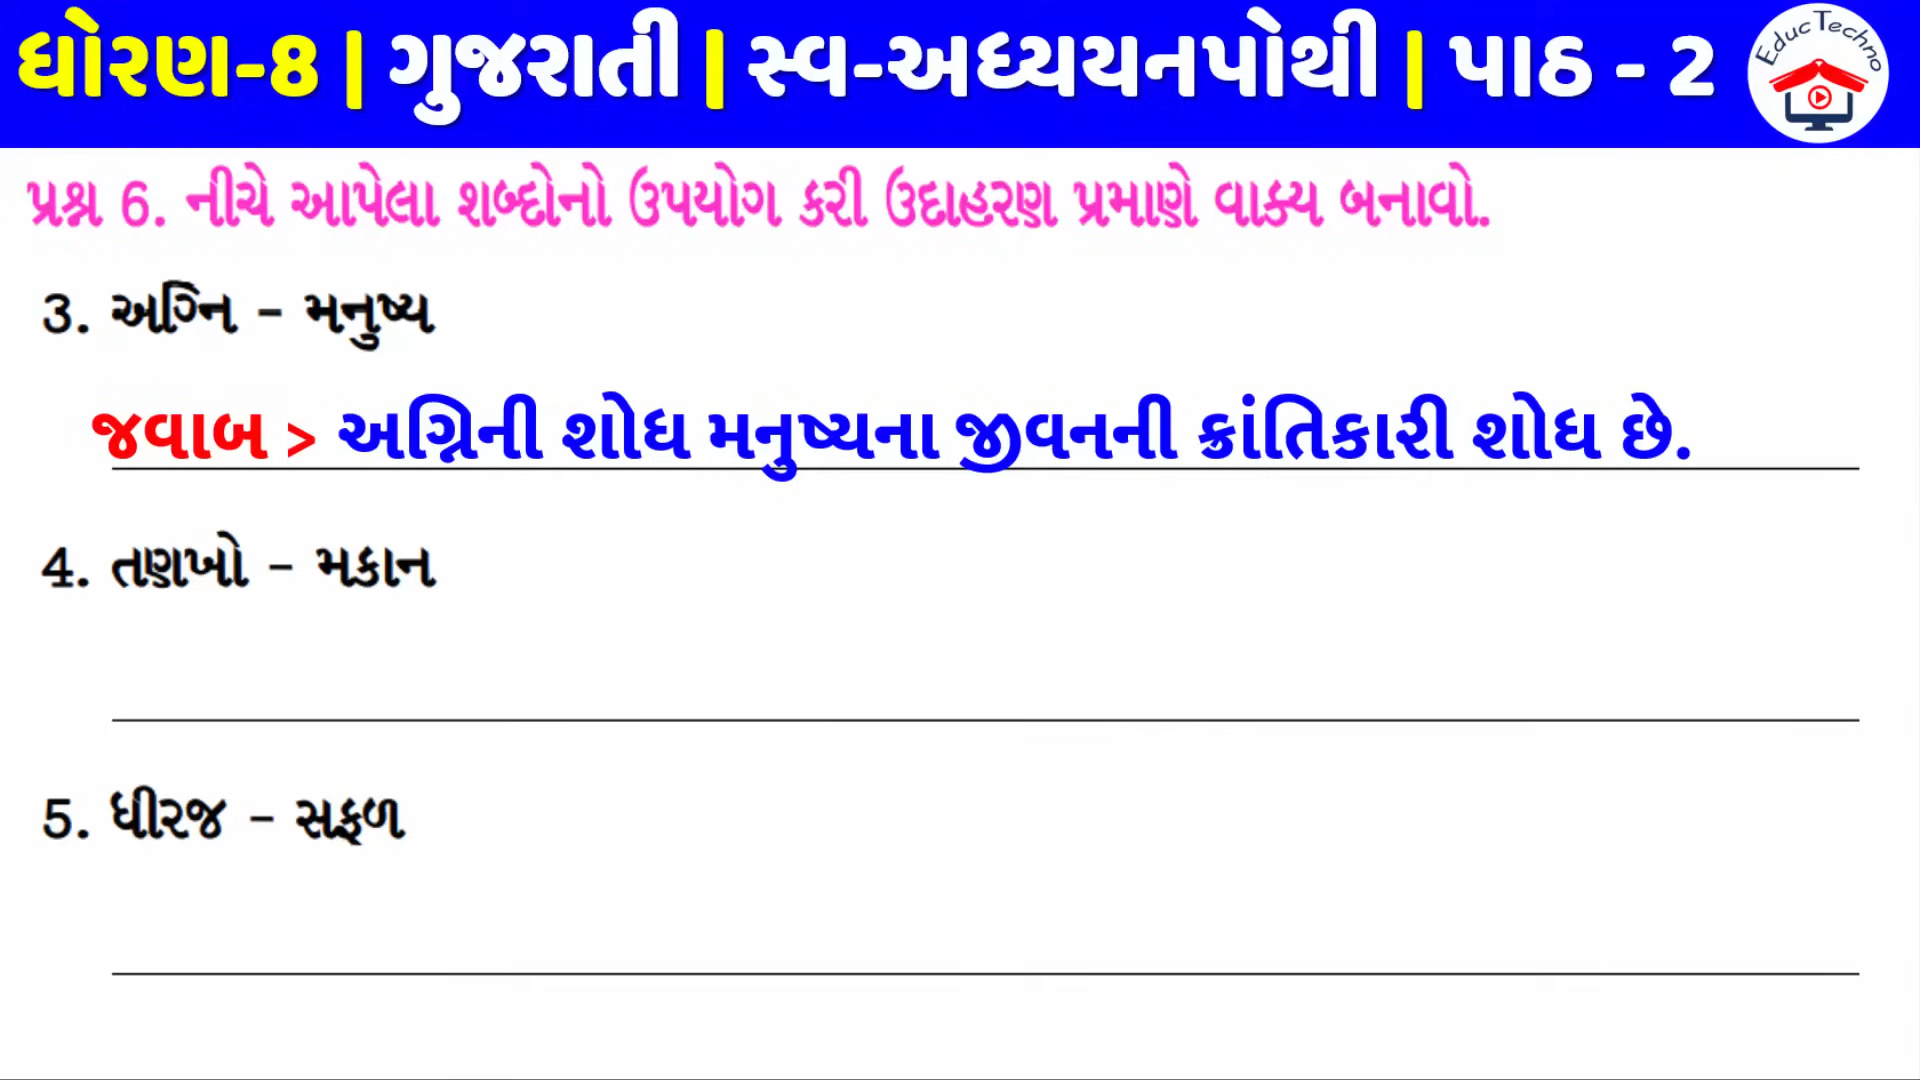 ધોરણ-8 | ગુજરાતી | સ્વ-અધ્યયનપોથી | પાઠ - 2
EducTechno
પ્રશ્ન 6. નીચે આપેલા શબ્દોનો ઉપયોગ કરી ઉદાહરણ પ્રમાણે વાક્ય બનાવો.
3. અગ્નિ - મનુષ્ય
જવાબ > અગ્નિની શોધ મનુષ્યના જીવનની ક્રાંતિકારી શોધ છે.
4. તણખો - મકાન
5. ધીરજ - સફળ